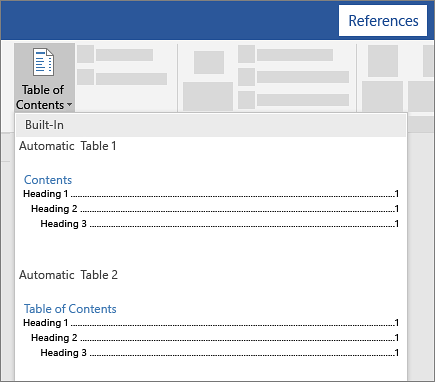 References
Table of
Contents
Built-In
Automatic Table 1
Contents
Heading 1 ........ 1
Heading 2 ........ 1
Heading 3 ........ 1
Automatic Table 2
Table of Contents
Heading 1 ........ 1
Heading 2 ........ 1
Heading 3 ........ 1